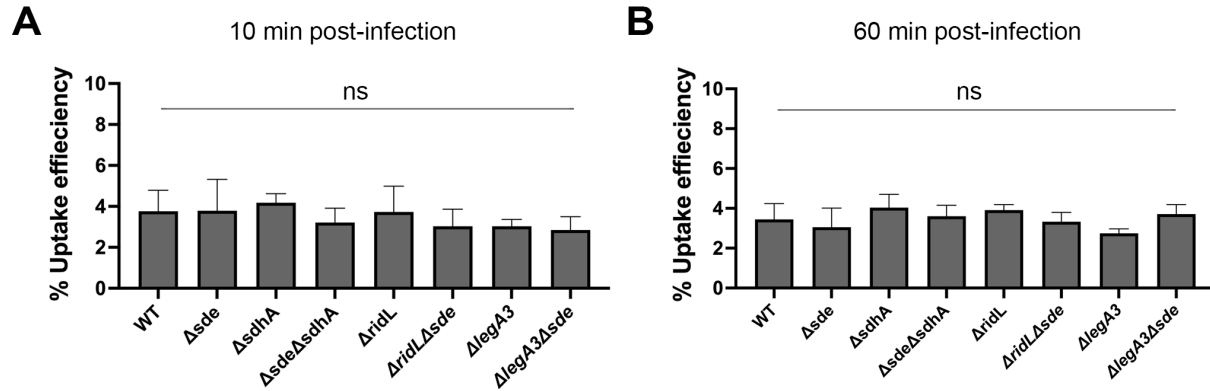 A
10 min post-infection
% Uptake effieciency
10
8
6
4
2
0
ns
WT
Δsde
ΔsdhA
ΔsdeΔsdhA
ΔridL
ΔridLΔsde
ΔlegA3
ΔlegA3Δsde
B
60 min post-infection
% Uptake effieciency
10
8
6
4
2
0
ns
WT
Δsde
ΔsdhA
ΔsdeΔsdhA
ΔridL
ΔridLΔsde
ΔlegA3
ΔlegA3Δsde